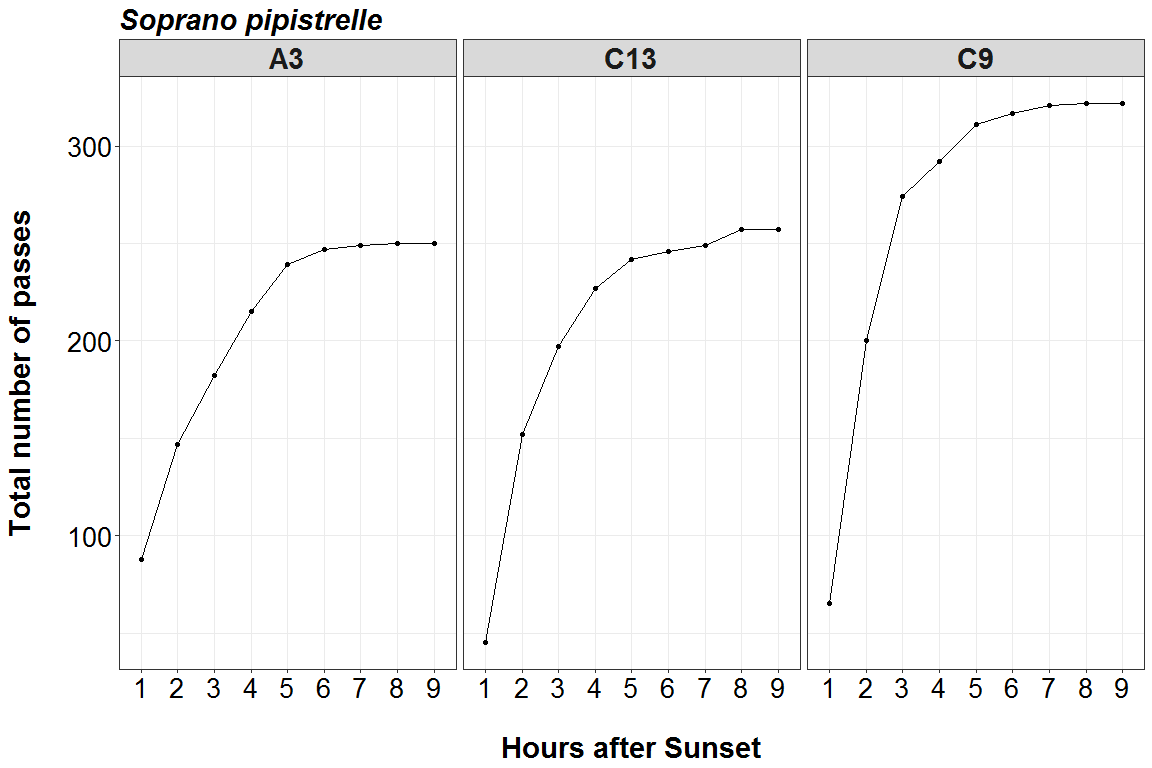 Soprano pipistrelle
A3 C13 C9
300
200
100
Total number of passes
1 2 3 4 5 6 7 8 9 1 2 3 4 5 6 7 8 9 1 2 3 4 5 6 7 8 9
Hours after Sunset